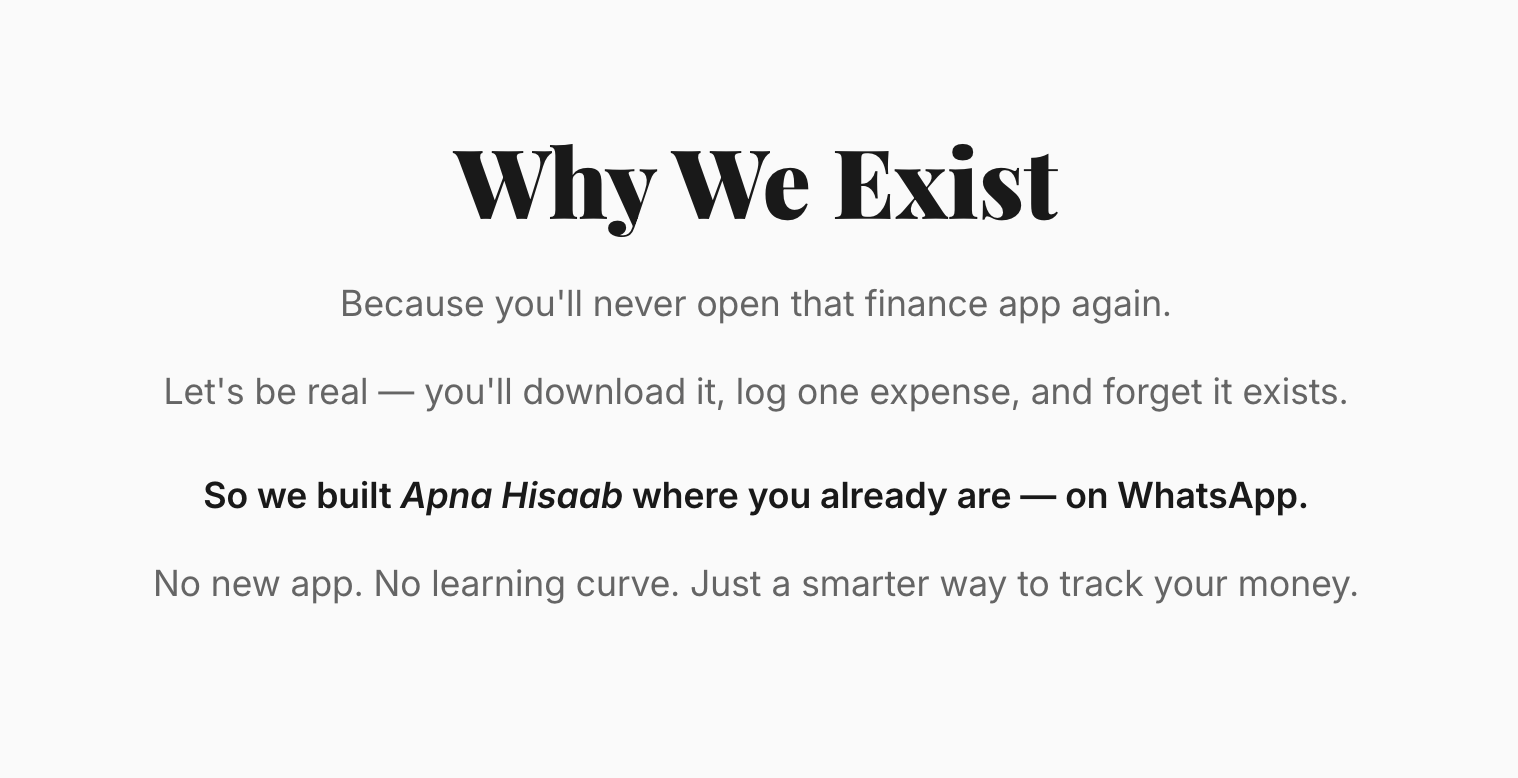 Why We Exist
Because you'll never open that finance app again.
Let's be real — you'll download it, log one expense, and forget it exists.
So we built Apna Hisaab where you already are — on WhatsApp.
No new app. No learning curve. Just a smarter way to track your money.